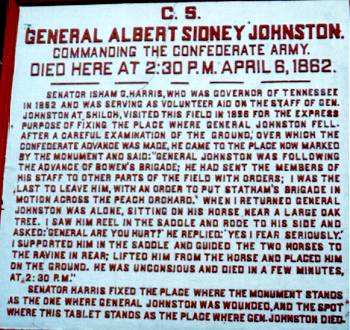 C. S.
GENERAL ALBERT SIDNEY JOHNSTON.
COMMANDING THE CONFEDERATE ARMY.
DIED HERE AT 2:30 P.M. APRIL 6, 1862.
SENATOR ISHAM G. HARRIS, WHO WAS GOVERNOR OF TENNESSEE
IN 1862 AND WAS SERVING AS VOLUNTEER AID ON THE STAFF OF GEN.
JOHNSTON AT SHILOH, VISITED THIS FIELD IN 1896 FOR THE EXPRESS
PURPOSE OF FIXING THE PLACE WHERE GENERAL JOHNSTON FELL.
AFTER A CAREFUL EXAMINATION OF THE GROUND, OVER WHICH THE
CONFEDERATE ADVANCE WAS MADE, HE CAME TO THE PLACE NOW MARKED
BY THE MONUMENT AND SAID: "GENERAL JOHNSTON WAS FOLLOWING
THE ADVANCE OF BOWEN'S BRIGADE; HE HAD SENT THE MEMBERS OF
HIS STAFF TO OTHER PARTS OF THE FIELD WITH ORDERS; I WAS THE
LAST TO LEAVE HIM, WITH AN ORDER TO PUT STATHAM'S BRIGADE IN
MOTION ACROSS THE PEACH ORCHARD." WHEN I RETURNED GENERAL
JOHNSTON WAS ALONE, SITTING ON HIS HORSE NEAR A LARGE OAK
TREE. I SAW HIM REEL IN THE SADDLE AND RODE TO HIS SIDE AND
ASKED: 'GENERAL ARE YOU HURT?' HE REPLIED: 'YES I FEAR SERIOUSLY.'
I SUPPORTED HIM IN THE SADDLE AND GUIDED THE TWO HORSES TO
THE RAVINE IN REAR; LIFTED HIM FROM THE HORSE AND PLACED HIM
ON THE GROUND. HE WAS UNCONSIOUS AND DIED IN A FEW MINUTES,
AT 2:30 P.M."
SENATOR HARRIS FIXED THE PLACE WHERE THE MONUMENT STANDS
AS THE ONE WHERE GENERAL JOHNSTON WAS WOUNDED, AND THE SPOT
WHERE THIS TABLET STANDS AS THE PLACE WHERE GEN. JOHNSTON DIED.